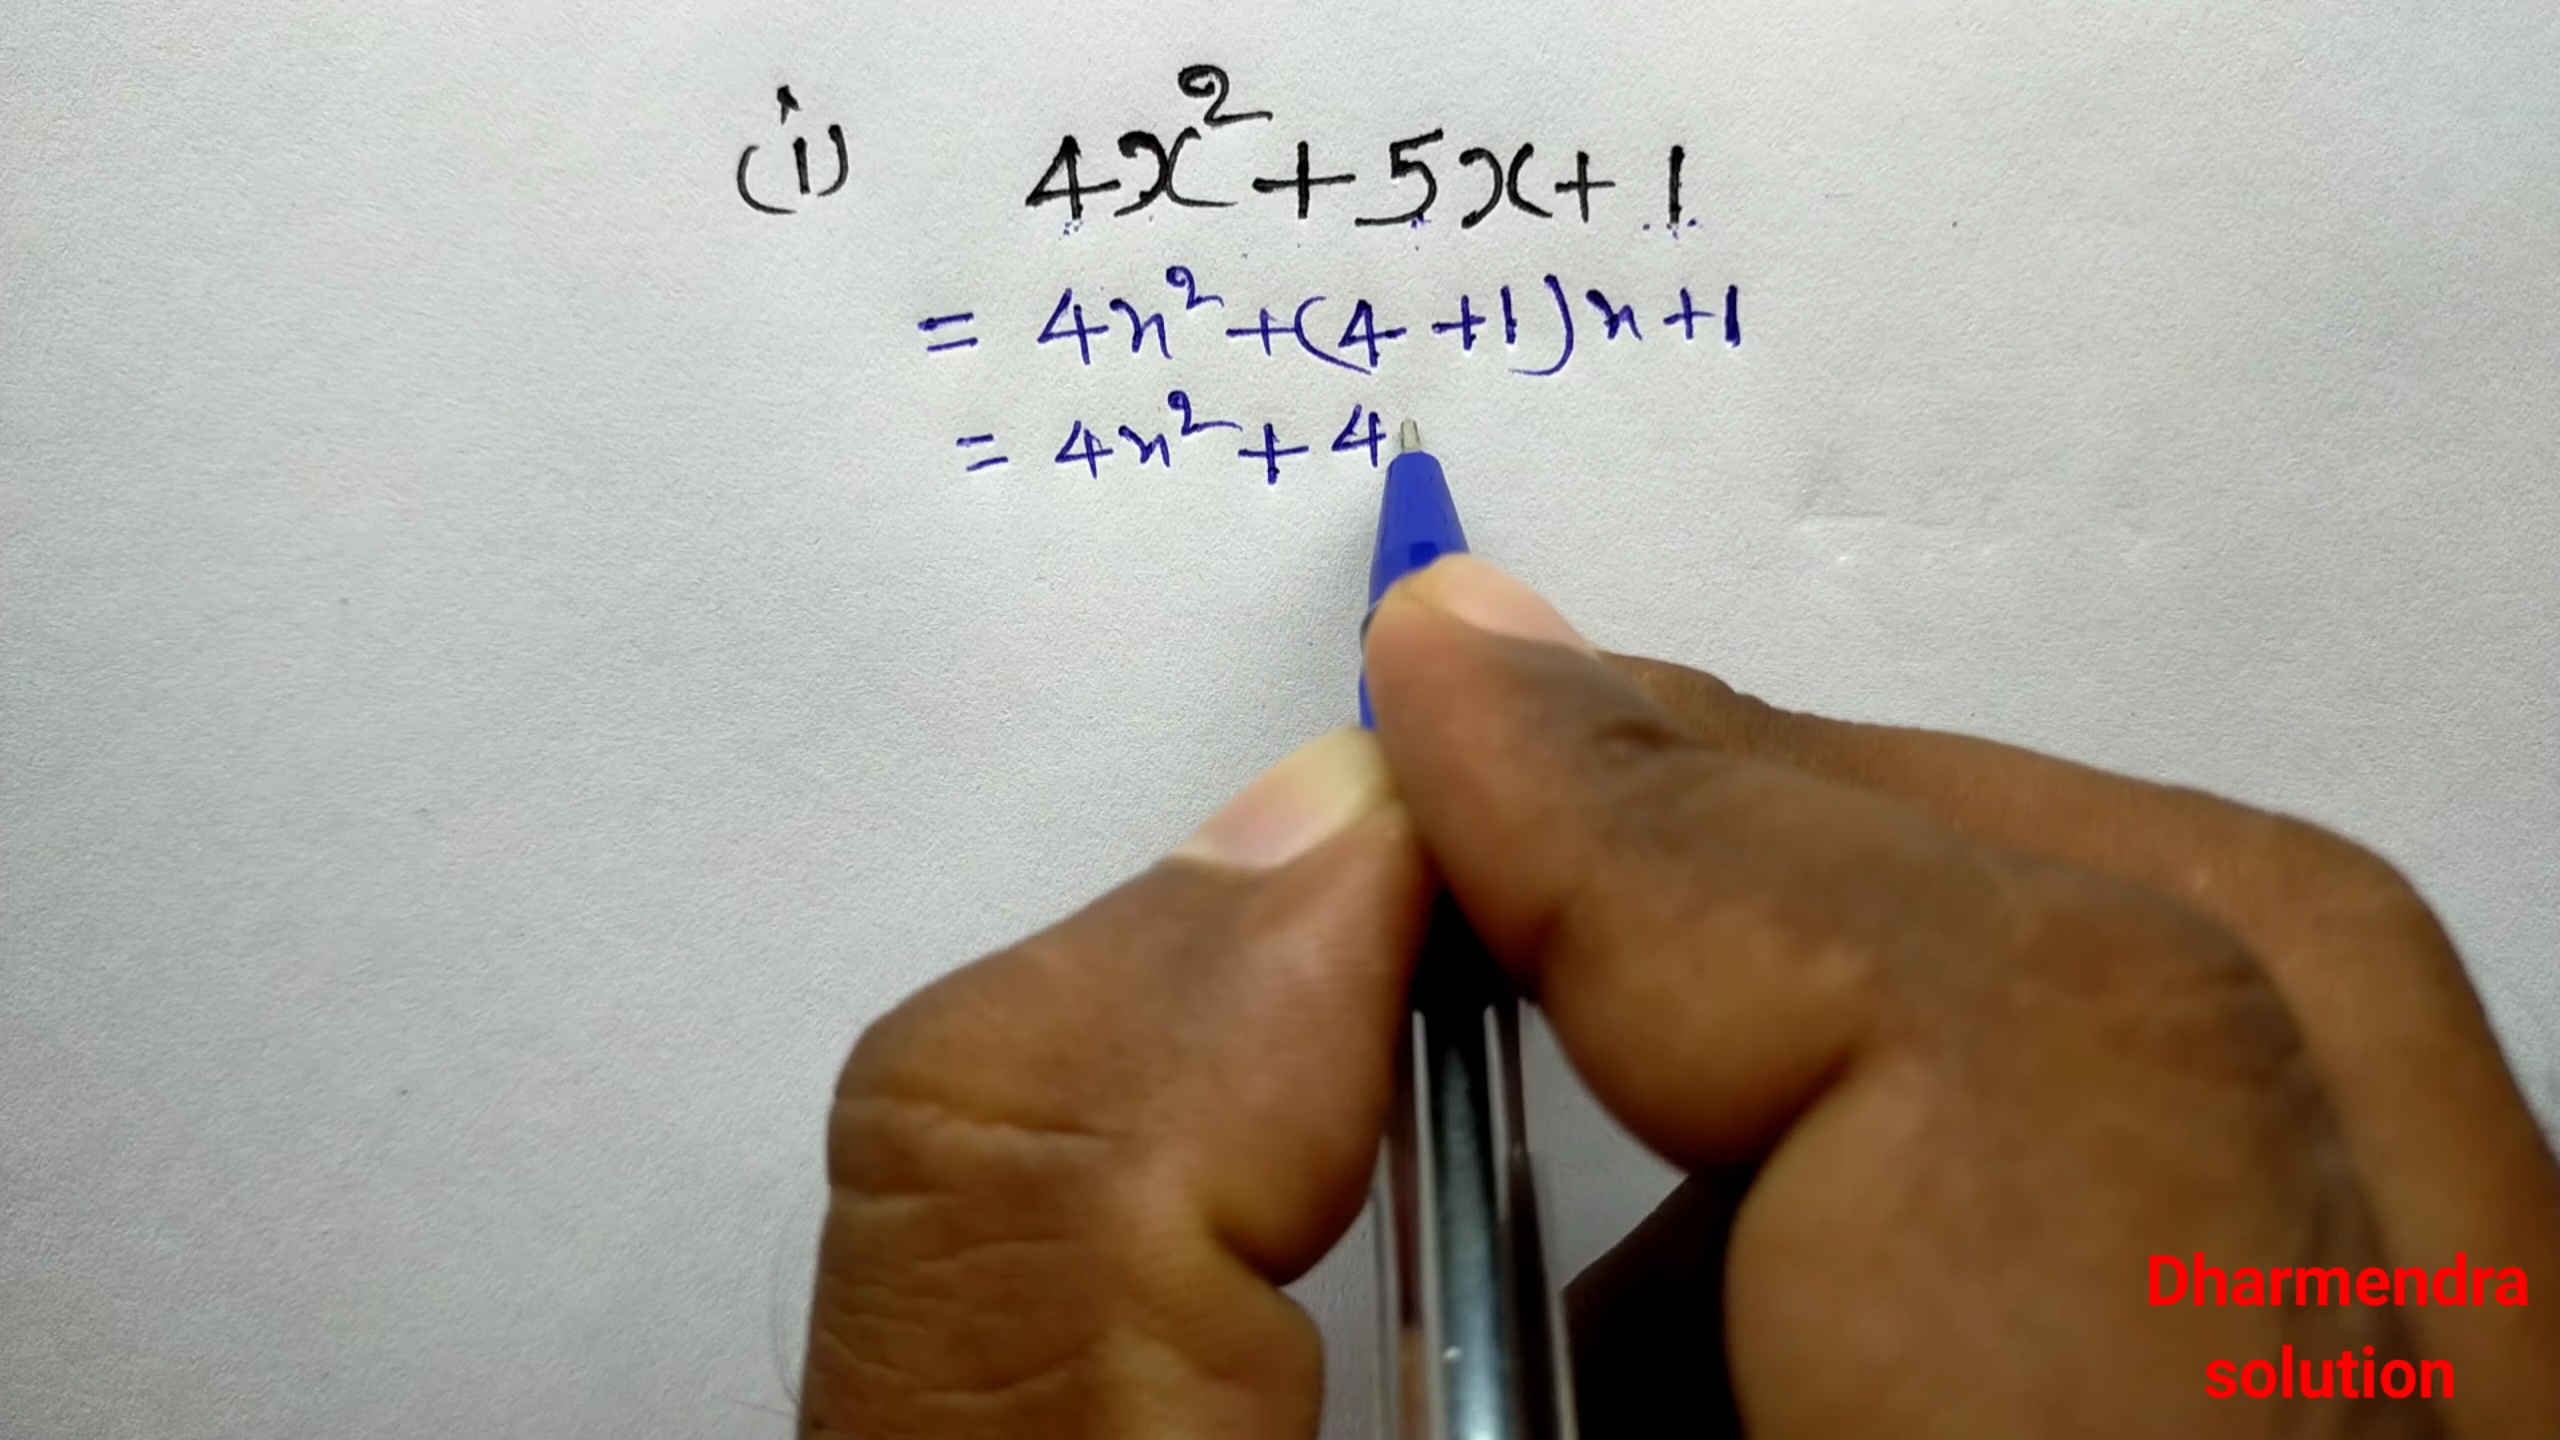 (i) 4x² + 5x + 1
= 4x² + (4 + 1)x + 1
= 4x² + 4
Dharmendra
solution